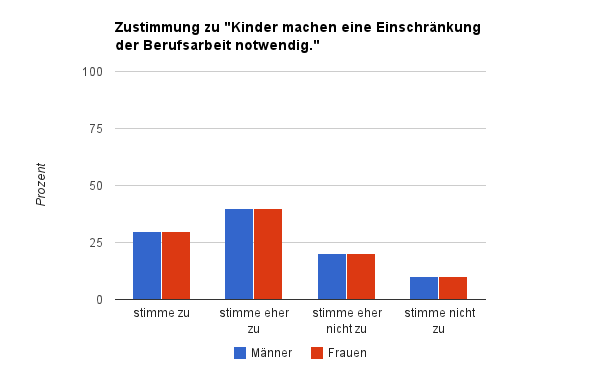 Zustimmung zu "Kinder machen eine Einschränkung
der Berufsarbeit notwendig."
100
75
50
25
0
Prozent
stimme zu
stimme eher
zu
stimme eher
nicht zu
stimme nicht
zu
Männer
Frauen